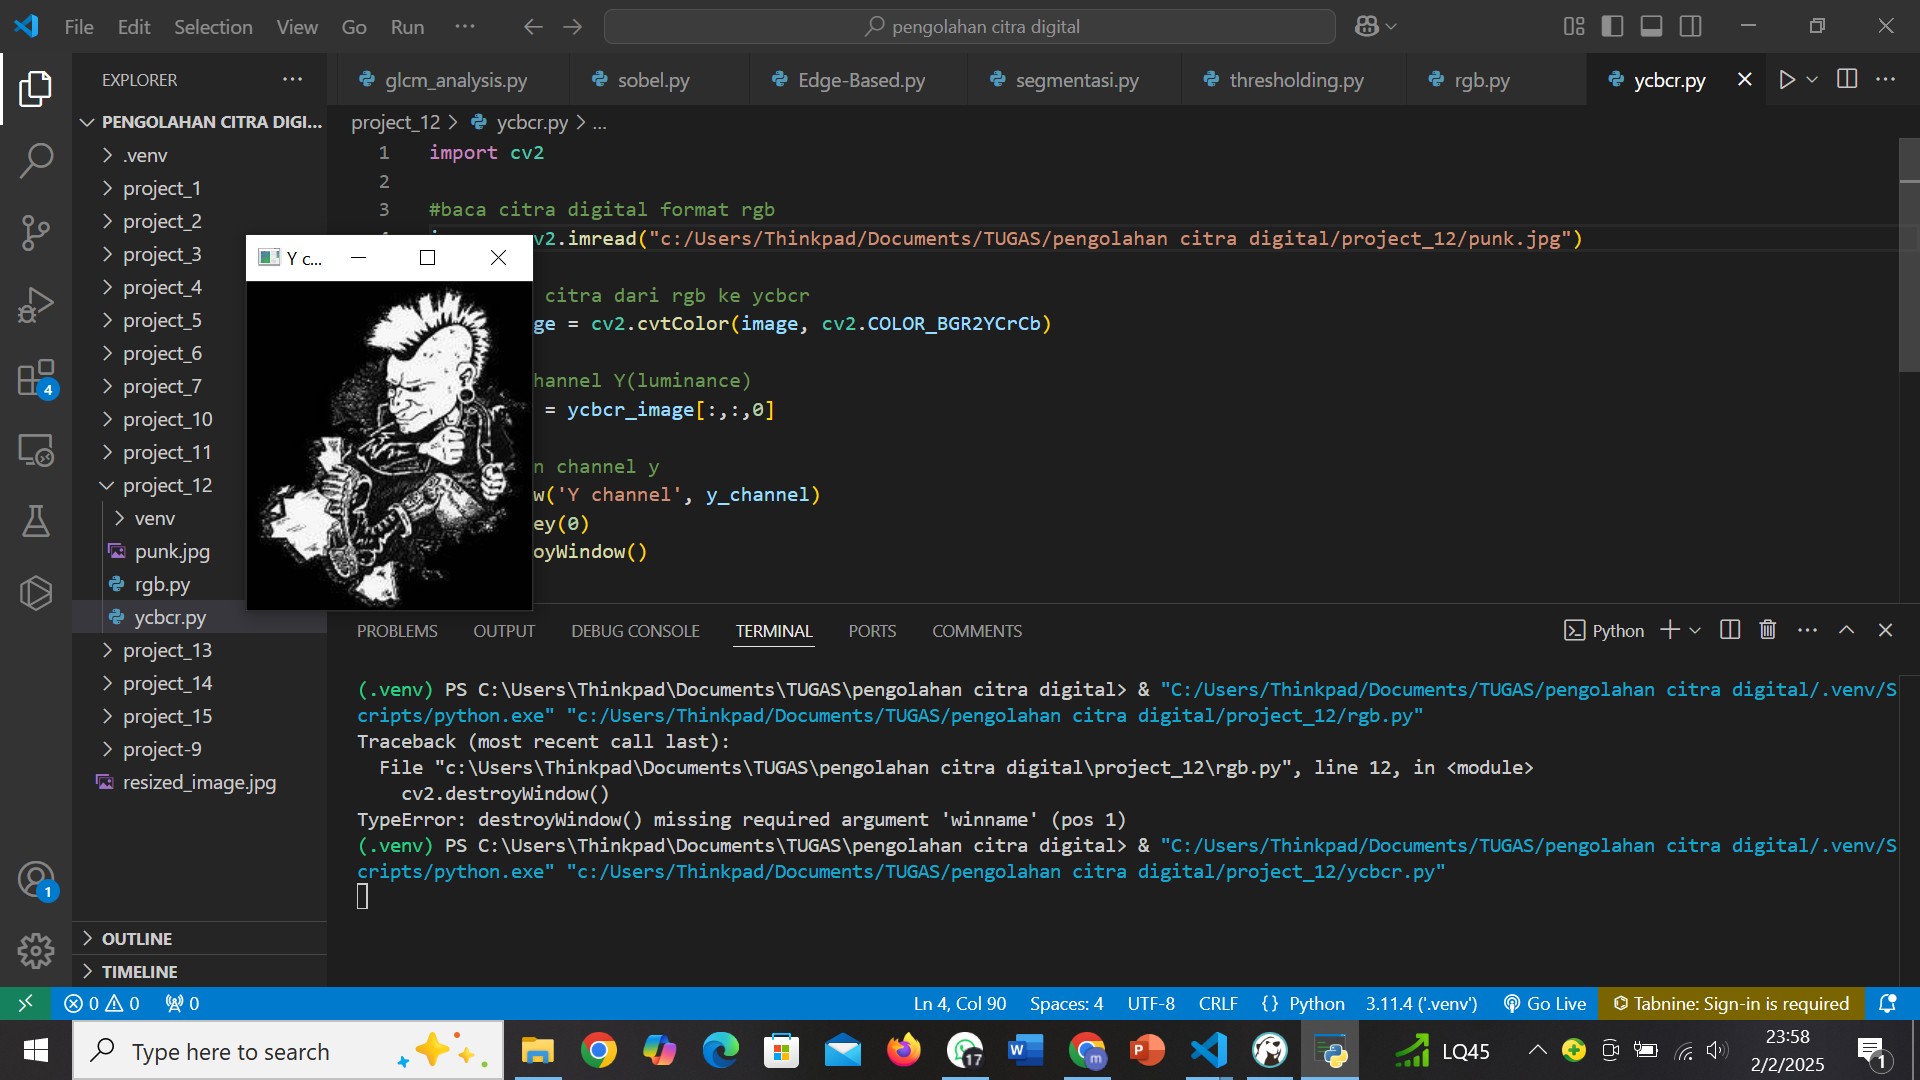 File Edit Selection View Go Run ... pengolahan citra digital
EXPLORER ...
glcm_analysis.py sobel.py Edge-Based.py segmentasi.py thresholding.py rgb.py ycbcr.py
PENGOLAHAN CITRA DIGI...
.venv
project_1
project_2
project_3
project_4
project_5
project_6
project_7
project_10
project_11
project_12
venv
punk.jpg
rgb.py
ycbcr.py
project_13
project_14
project_15
project-9
resized_image.jpg
OUTLINE
TIMELINE
4
1
project_12 > ycbcr.py > ...
1 import cv2
2
3 #baca citra digital format rgb
v2.imread("c:/Users/Thinkpad/Documents/TUGAS/pengolahan citra digital/project_12/punk.jpg")
citra dari rgb ke ycbcr
ge = cv2.cvtColor(image, cv2.COLOR_BGR2YCrCb)
hannel Y(luminance)
= ycbcr_image[:,:,0]
n channel y
w('Y channel', y_channel)
ey(0)
oyWindow()
Y c...
PROBLEMS OUTPUT DEBUG CONSOLE TERMINAL PORTS COMMENTS Python
(.venv) PS C:\Users\Thinkpad\Documents\TUGAS\pengolahan citra digital> & "C:/Users/Thinkpad/Documents/TUGAS/pengolahan citra digital/.venv/S
cripts/python.exe" "c:/Users/Thinkpad/Documents/TUGAS/pengolahan citra digital/project_12/rgb.py"
Traceback (most recent call last):
File "c:\Users\Thinkpad\Documents\TUGAS\pengolahan citra digital\project_12\rgb.py", line 12, in <module>
cv2.destroyWindow()
TypeError: destroyWindow() missing required argument 'winname' (pos 1)
(.venv) PS C:\Users\Thinkpad\Documents\TUGAS\pengolahan citra digital> & "C:/Users/Thinkpad/Documents/TUGAS/pengolahan citra digital/.venv/S
cripts/python.exe" "c:/Users/Thinkpad/Documents/TUGAS/pengolahan citra digital/project_12/ycbcr.py"
0 0 0 Ln 4, Col 90 Spaces: 4 UTF-8 CRLF {} Python 3.11.4 ('.venv') Go Live Tabnine: Sign-in is required
Type here to search 17 W m P LQ45 23:58
2/2/2025 1